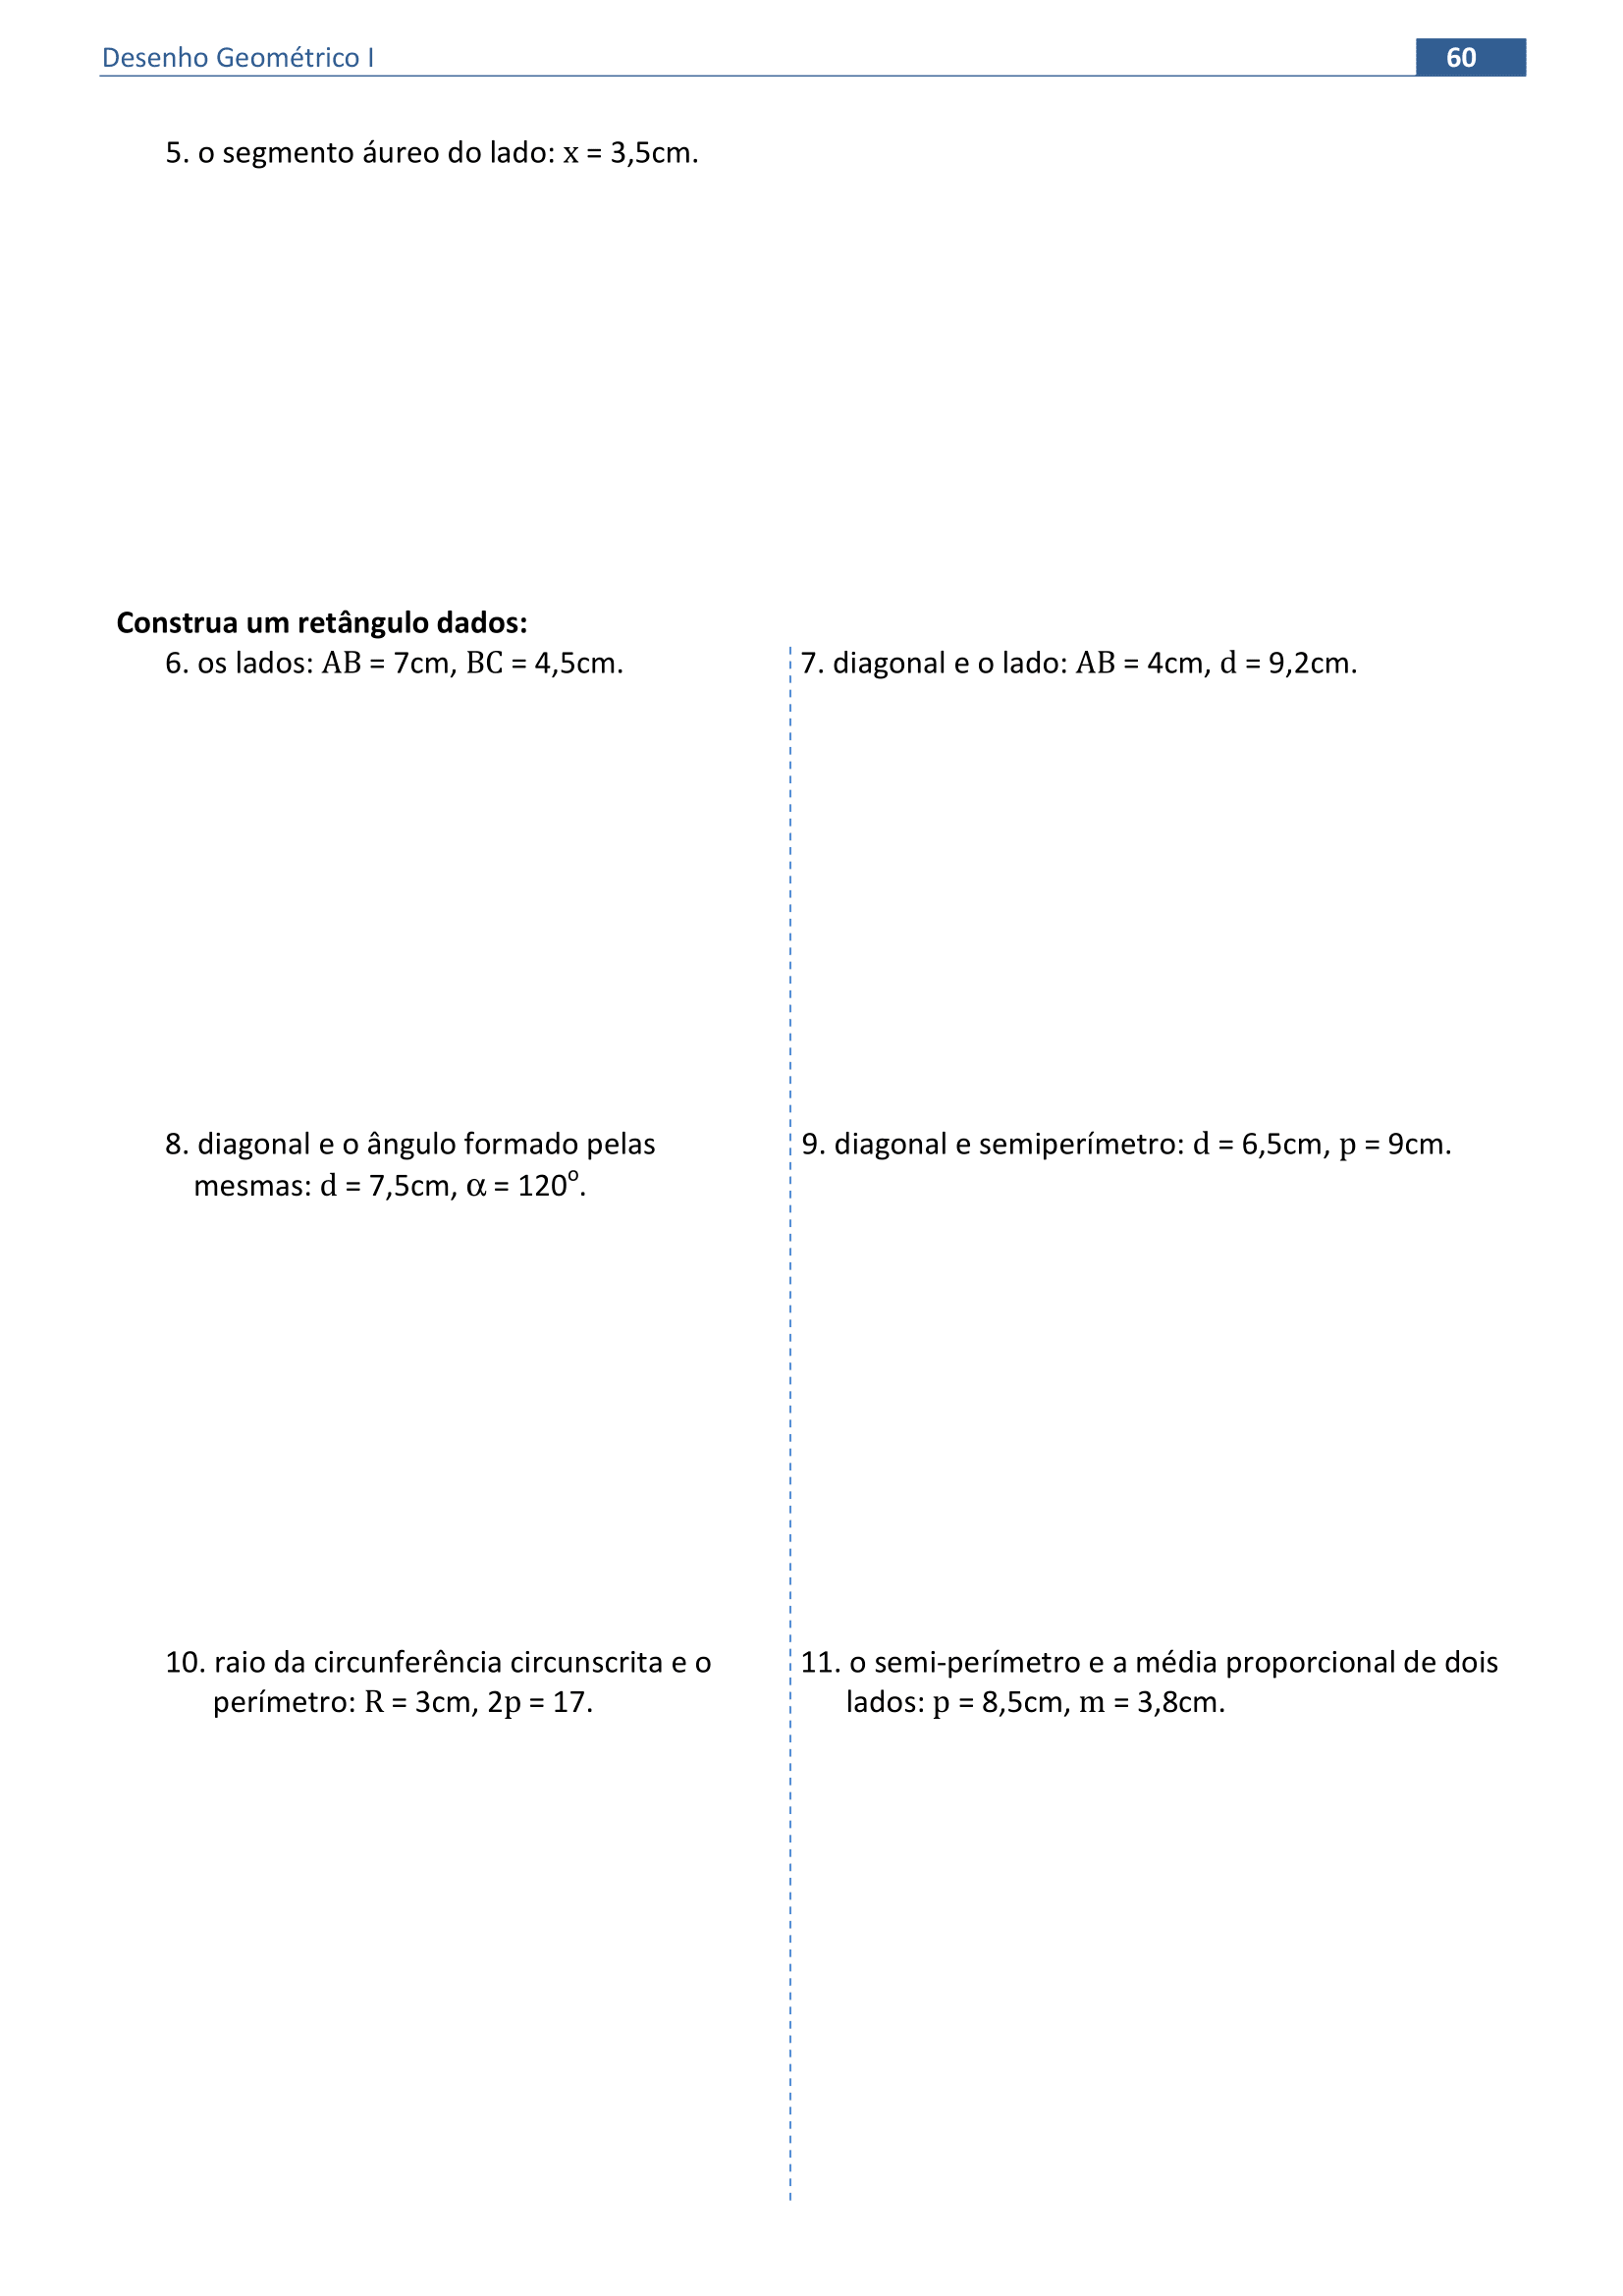 Desenho Geométrico I
60
5. o segmento áureo do lado: x = 3,5cm.
Construa um retângulo dados:
6. os lados: AB = 7cm, BC = 4,5cm.
7. diagonal e o lado: AB = 4cm, d = 9,2cm.
8. diagonal e o ângulo formado pelas
mesmas: d = 7,5cm, α = 120º.
9. diagonal e semiperímetro: d = 6,5cm, p = 9cm.
10. raio da circunferência circunscrita e o
perímetro: R = 3cm, 2p = 17.
11. o semi-perímetro e a média proporcional de dois
lados: p = 8,5cm, m = 3,8cm.